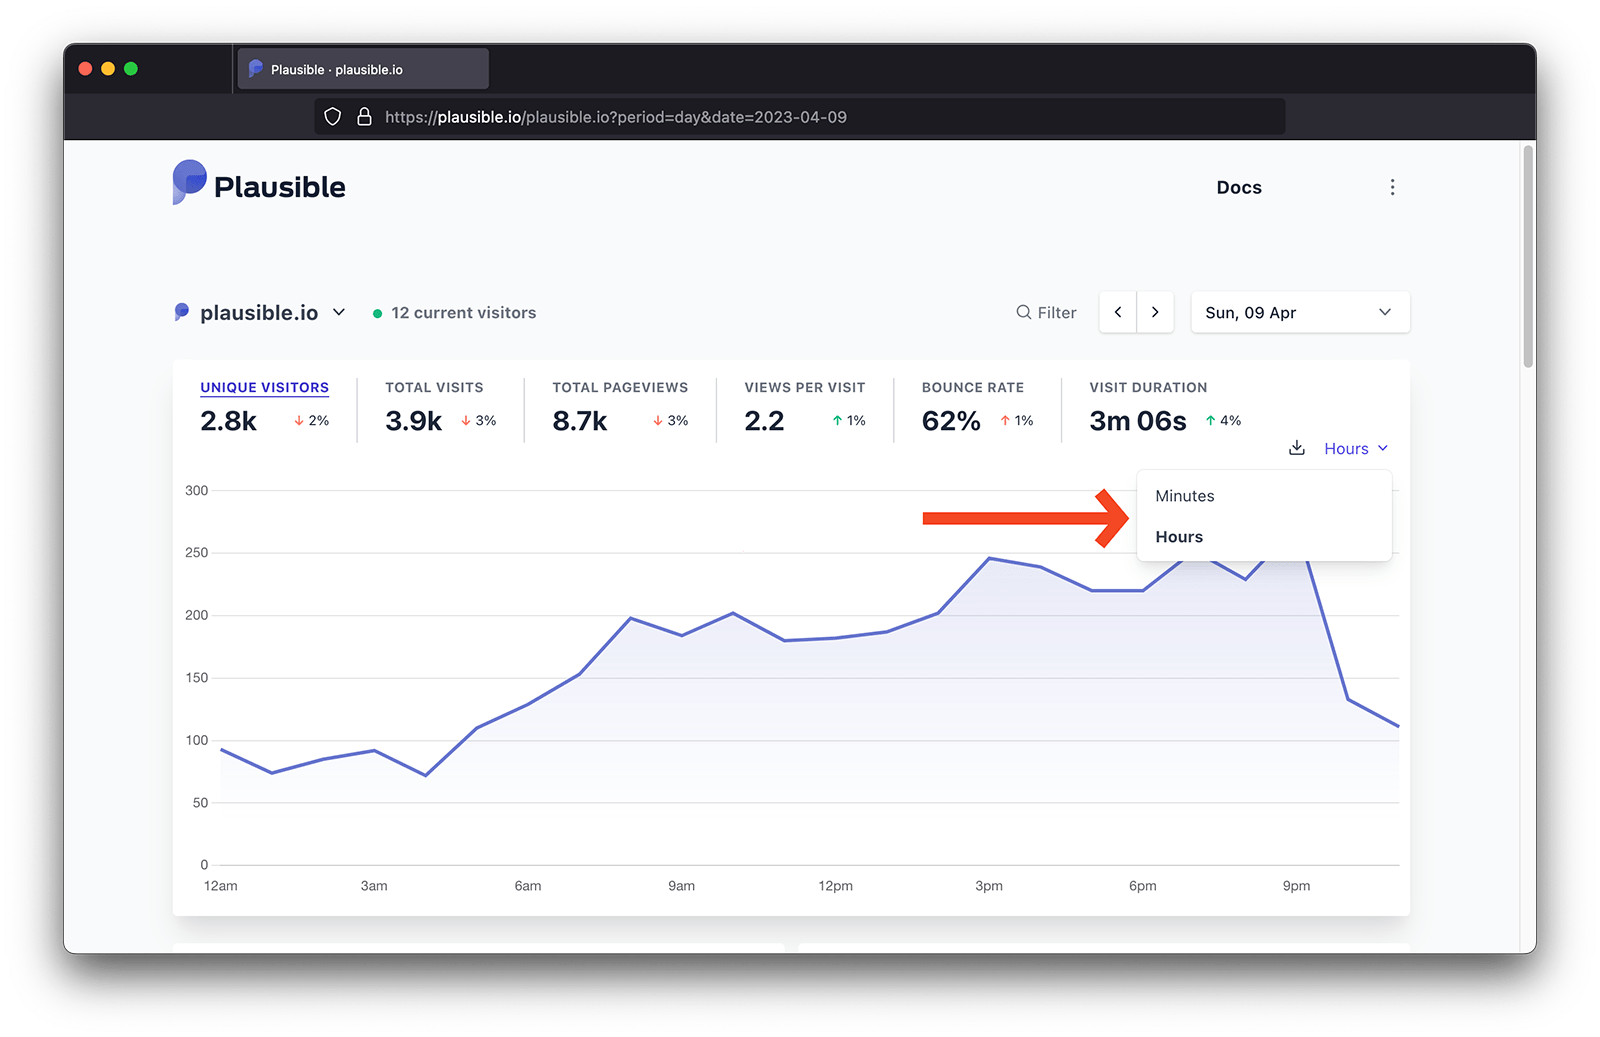 Plausible · plausible.io
https://plausible.io/plausible.io?period=day&date=2023-04-09
Plausible
Docs
plausible.io
12 current visitors
Filter
Sun, 09 Apr
UNIQUE VISITORS
2.8k 2%
TOTAL VISITS
3.9k 3%
TOTAL PAGEVIEWS
8.7k 3%
VIEWS PER VISIT
2.2 1%
BOUNCE RATE
62% 1%
VISIT DURATION
3m 06s 4%
Hours
Minutes
Hours
300
250
200
150
100
50
0
12am 3am 6am 9am 12pm 3pm 6pm 9pm